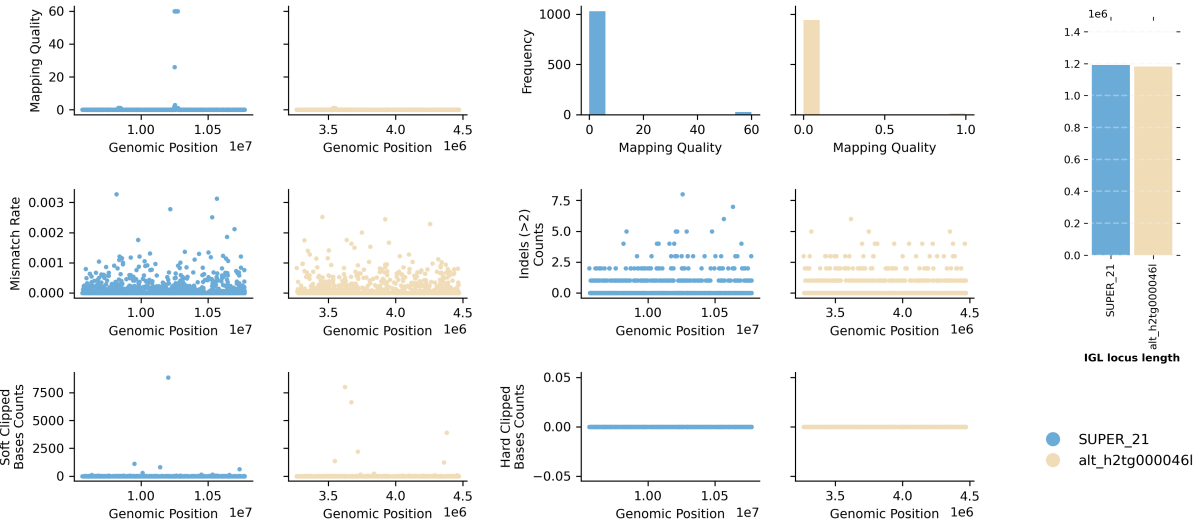 60
40
20
0
Mapping Quality
1.00
1.05
Genomic Position
1e7
3.5
4.0
4.5
Genomic Position
1e6
1000
500
0
Frequency
0
20
40
60
Mapping Quality
0.0
0.5
1.0
Mapping Quality
1e6
1.4
1.2
1.0
0.8
0.6
0.4
0.2
0.0
SUPER_21
alt_h2tg000046l
IGL locus length
0.003
0.002
0.001
0.000
Mismatch Rate
1.00
1.05
Genomic Position
1e7
3.5
4.0
4.5
Genomic Position
1e6
7.5
5.0
2.5
0.0
Indels (>2)
Counts
1.00
1.05
Genomic Position
1e7
3.5
4.0
4.5
Genomic Position
1e6
7500
5000
2500
0
Soft Clipped
Bases Counts
1.00
1.05
Genomic Position
1e7
3.5
4.0
4.5
Genomic Position
1e6
0.05
0.00
−0.05
Hard Clipped
Bases Counts
1.00
1.05
Genomic Position
1e7
3.5
4.0
4.5
Genomic Position
1e6
SUPER_21
alt_h2tg000046l